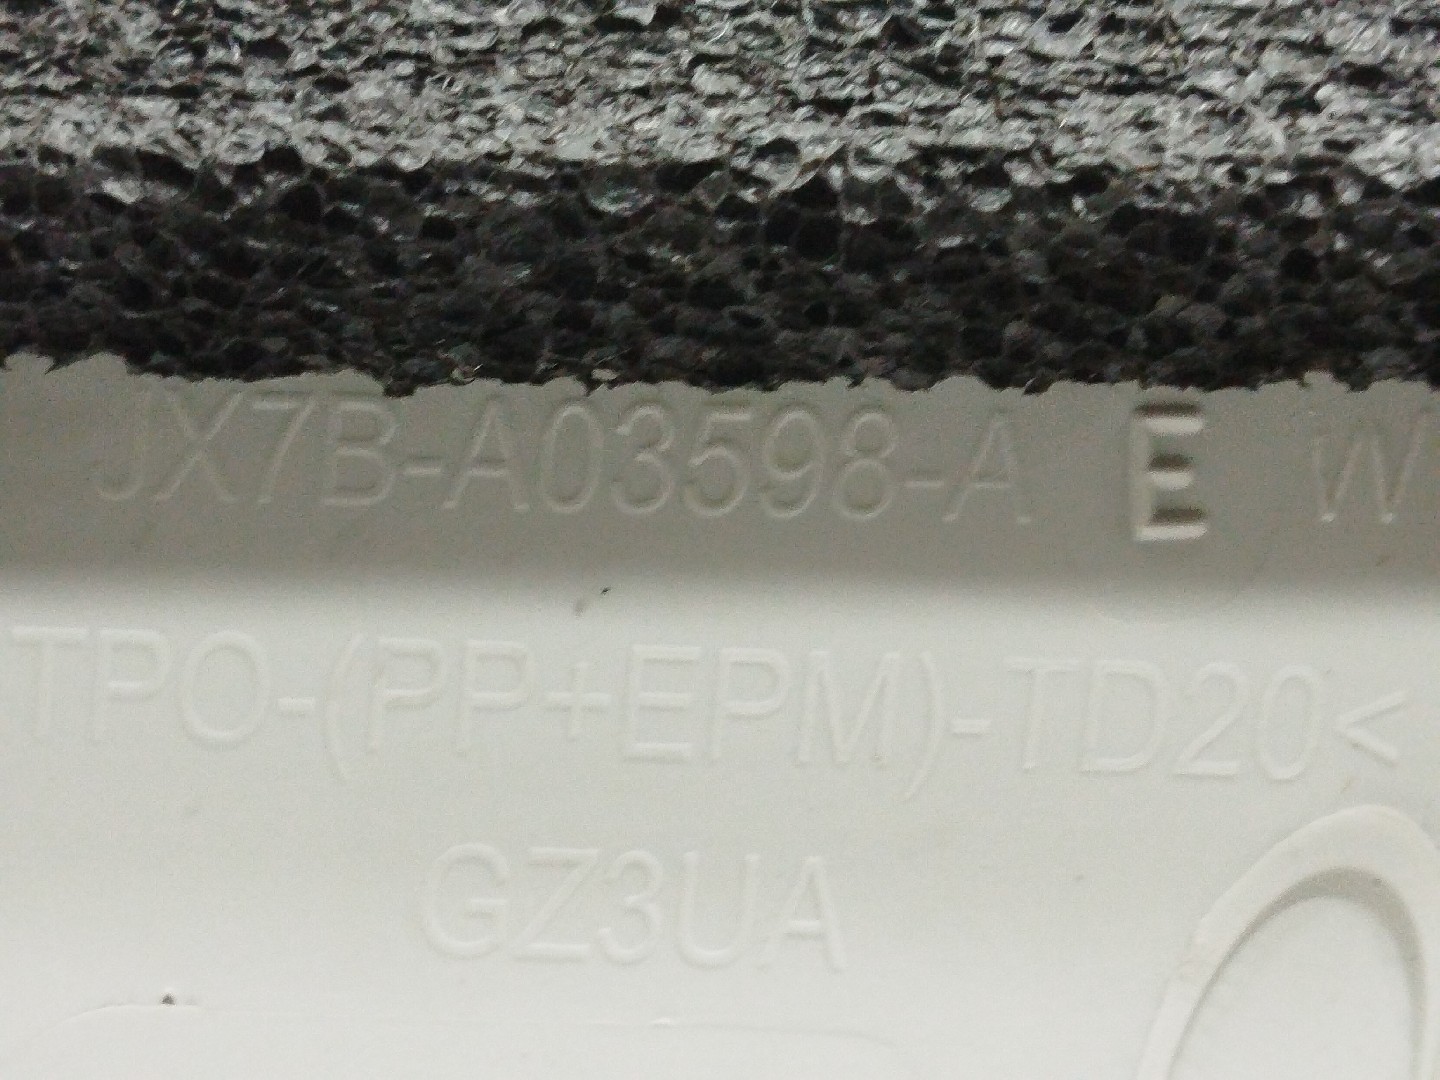 JX7B-A03598-A E W
TPO-(PP+EPM)-TD20<
GZ3UA